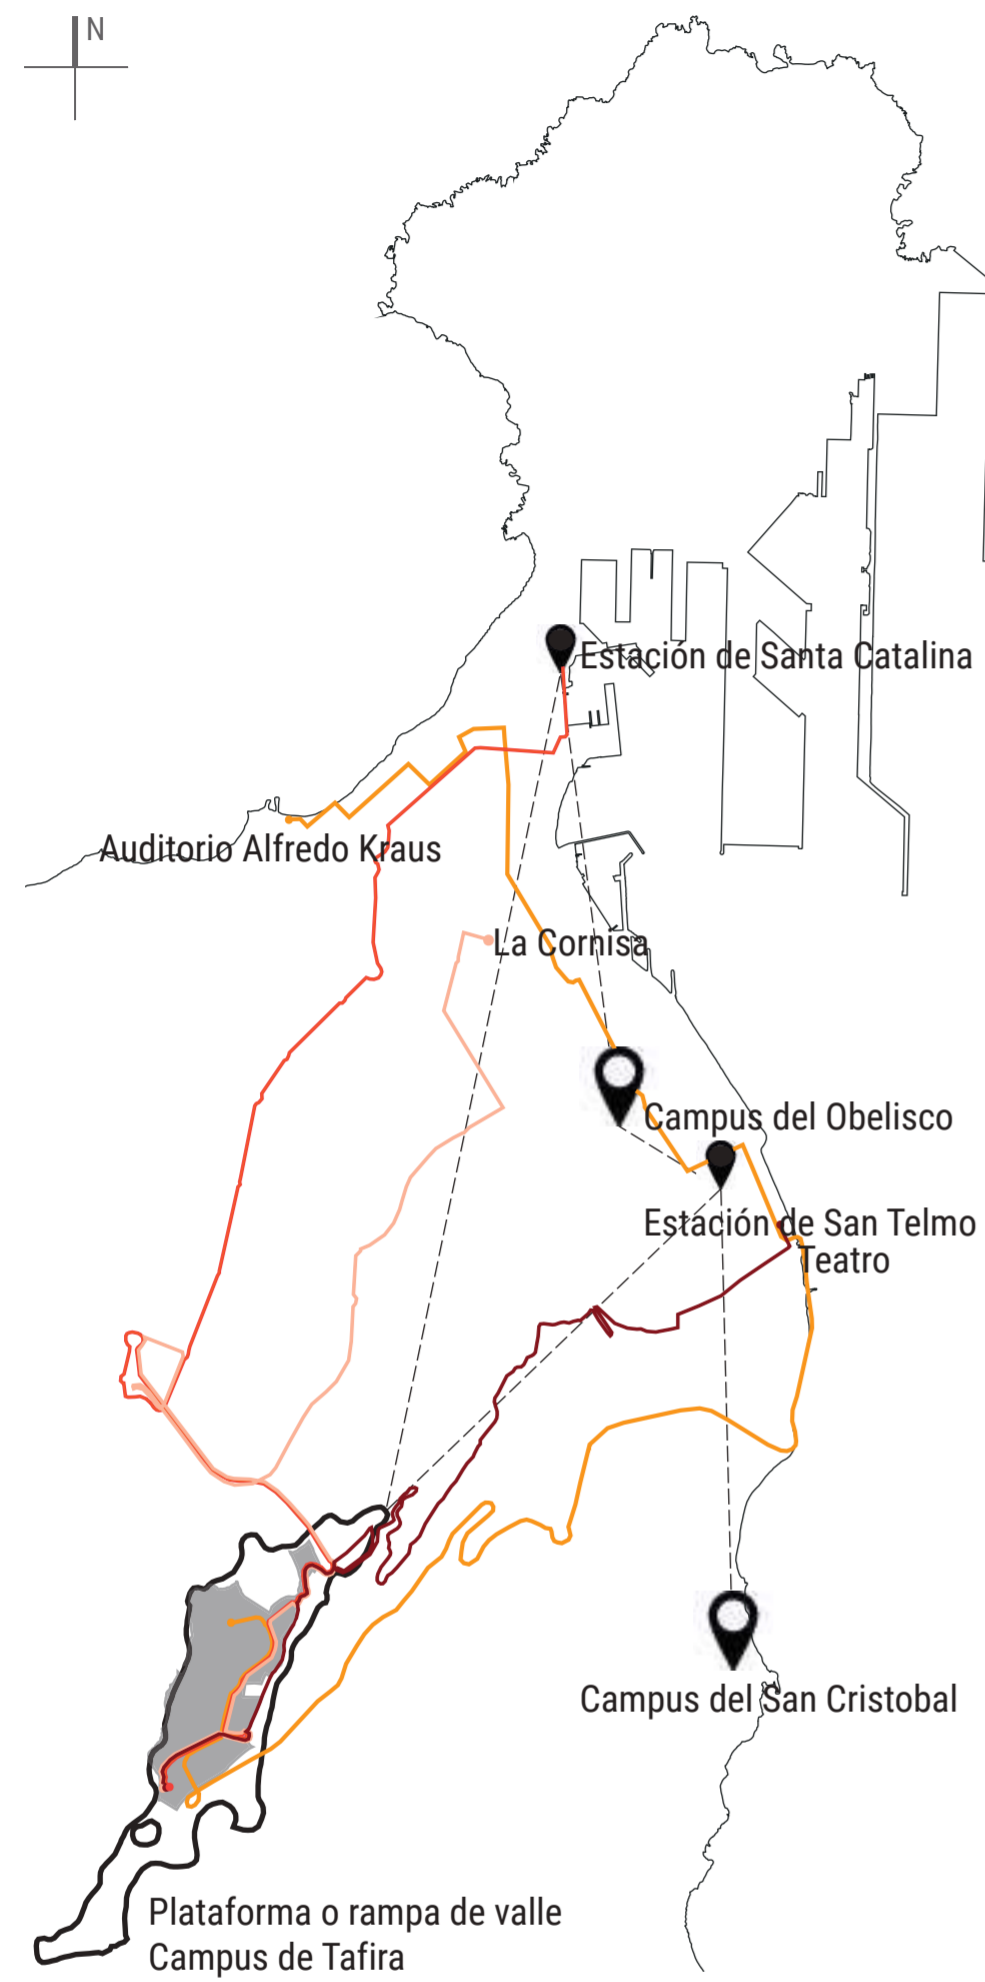 N
Estación de Santa Catalina
Auditorio Alfredo Kraus
La Cornisa
Campus del Obelisco
Estación de San Telmo
Teatro
Campus del San Cristobal
Plataforma o rampa de valle
Campus de Tafira